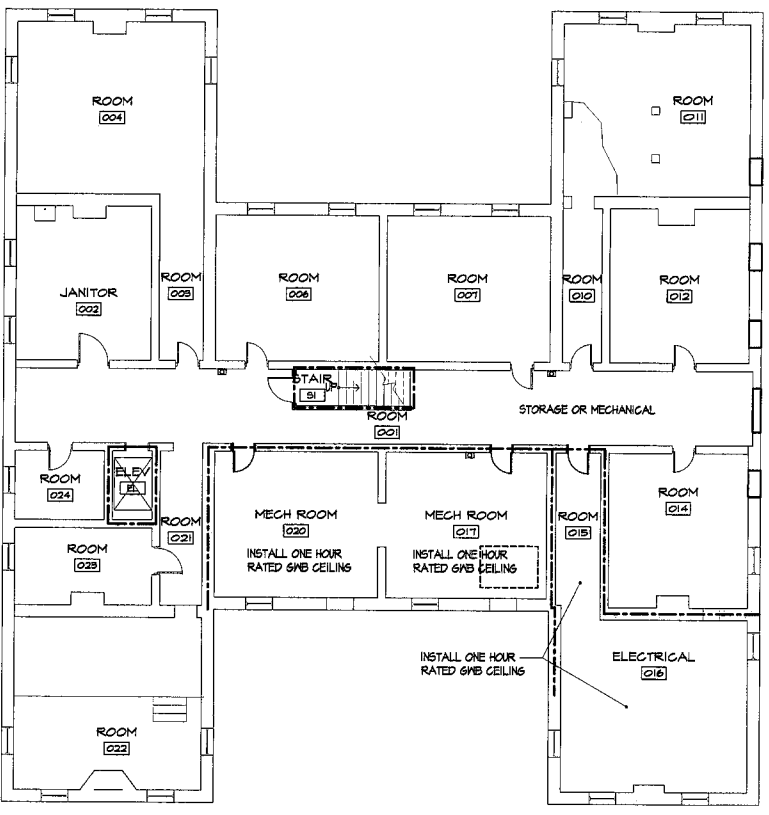 ROOM
004
ROOM
011
JANITOR
002
ROOM
003
ROOM
006
ROOM
007
ROOM
010
ROOM
012
STAIR
S1
UP
ROOM
001
STORAGE OR MECHANICAL
ROOM
024
ELEV
E1
ROOM
021
ROOM
023
MECH ROOM
020
INSTALL ONE HOUR
RATED GWB CEILING
MECH ROOM
017
INSTALL ONE HOUR
RATED GWB CEILING
ROOM
015
ROOM
014
INSTALL ONE HOUR
RATED GWB CEILING
ELECTRICAL
016
ROOM
022